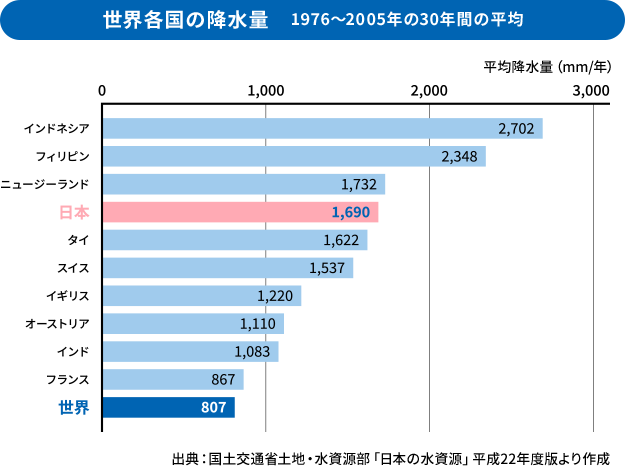 世界各国の降水量 1976〜2005年の30年間の平均
平均降水量（mm/年）
0 1,000 2,000 3,000
インドネシア 2,702
フィリピン 2,348
ニュージーランド 1,732
日本 1,690
タイ 1,622
スイス 1,537
イギリス 1,220
オーストリア 1,110
インド 1,083
フランス 867
世界 807
出典：国土交通省土地・水資源部「日本の水資源」平成22年度版より作成